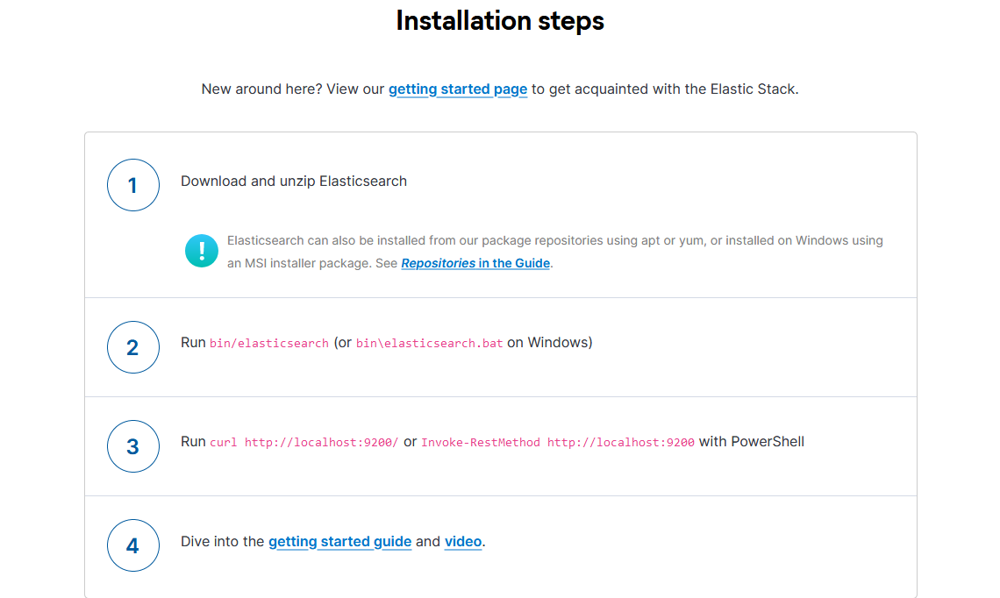 Installation steps
New around here? View our getting started page to get acquainted with the Elastic Stack.
1
Download and unzip Elasticsearch
!
Elasticsearch can also be installed from our package repositories using apt or yum, or installed on Windows using
an MSI installer package. See Repositories in the Guide.
2
Run bin/elasticsearch (or bin\elasticsearch.bat on Windows)
3
Run curl http://localhost:9200/ or Invoke-RestMethod http://localhost:9200 with PowerShell
4
Dive into the getting started guide and video.